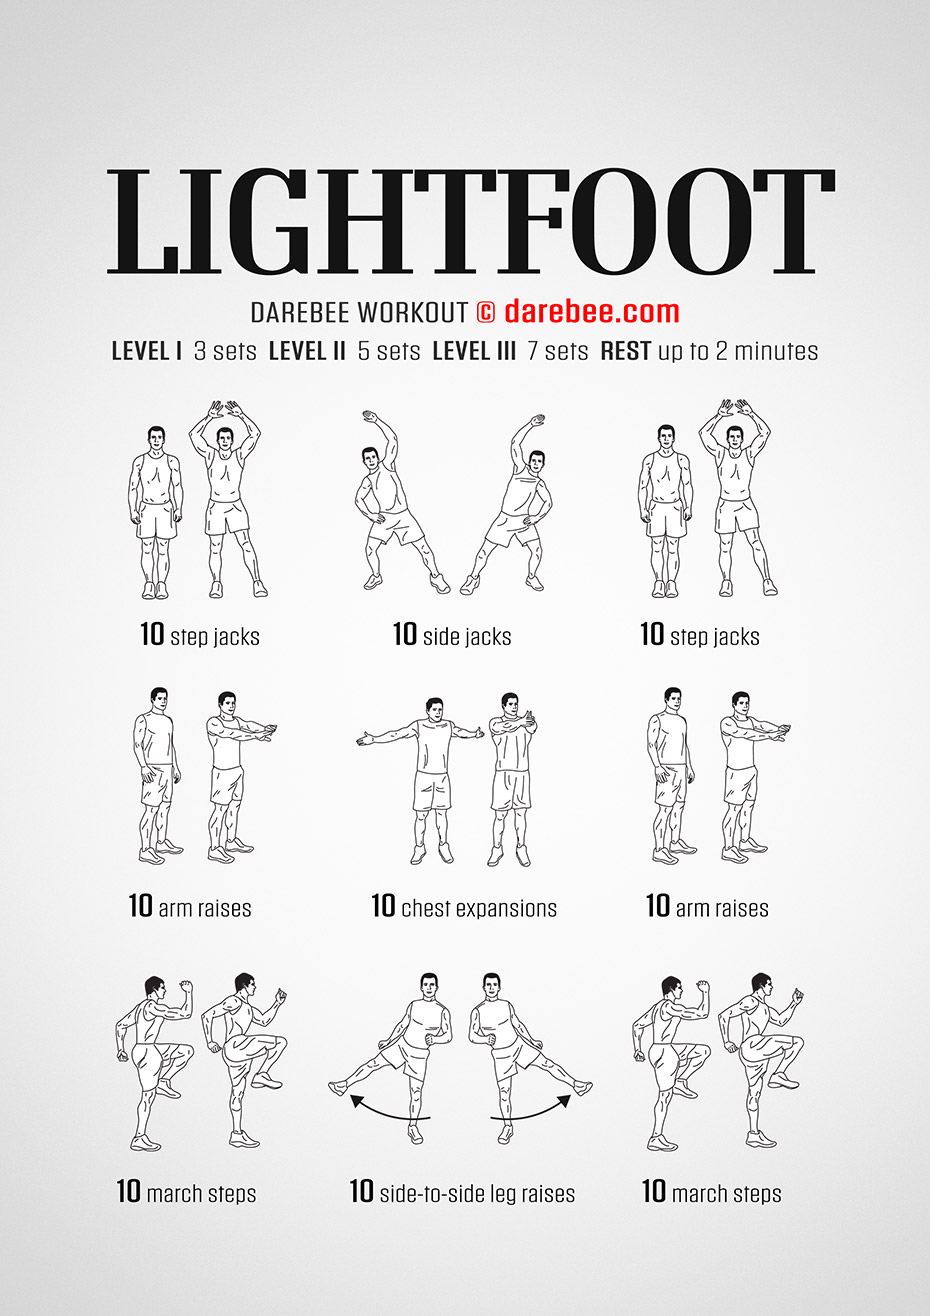 LIGHTFOOT
DAREBEE WORKOUT © darebee.com
LEVEL I 3 sets LEVEL II 5 sets LEVEL III 7 sets REST up to 2 minutes
10 step jacks
10 side jacks
10 step jacks
10 arm raises
10 chest expansions
10 arm raises
10 march steps
10 side-to-side leg raises
10 march steps